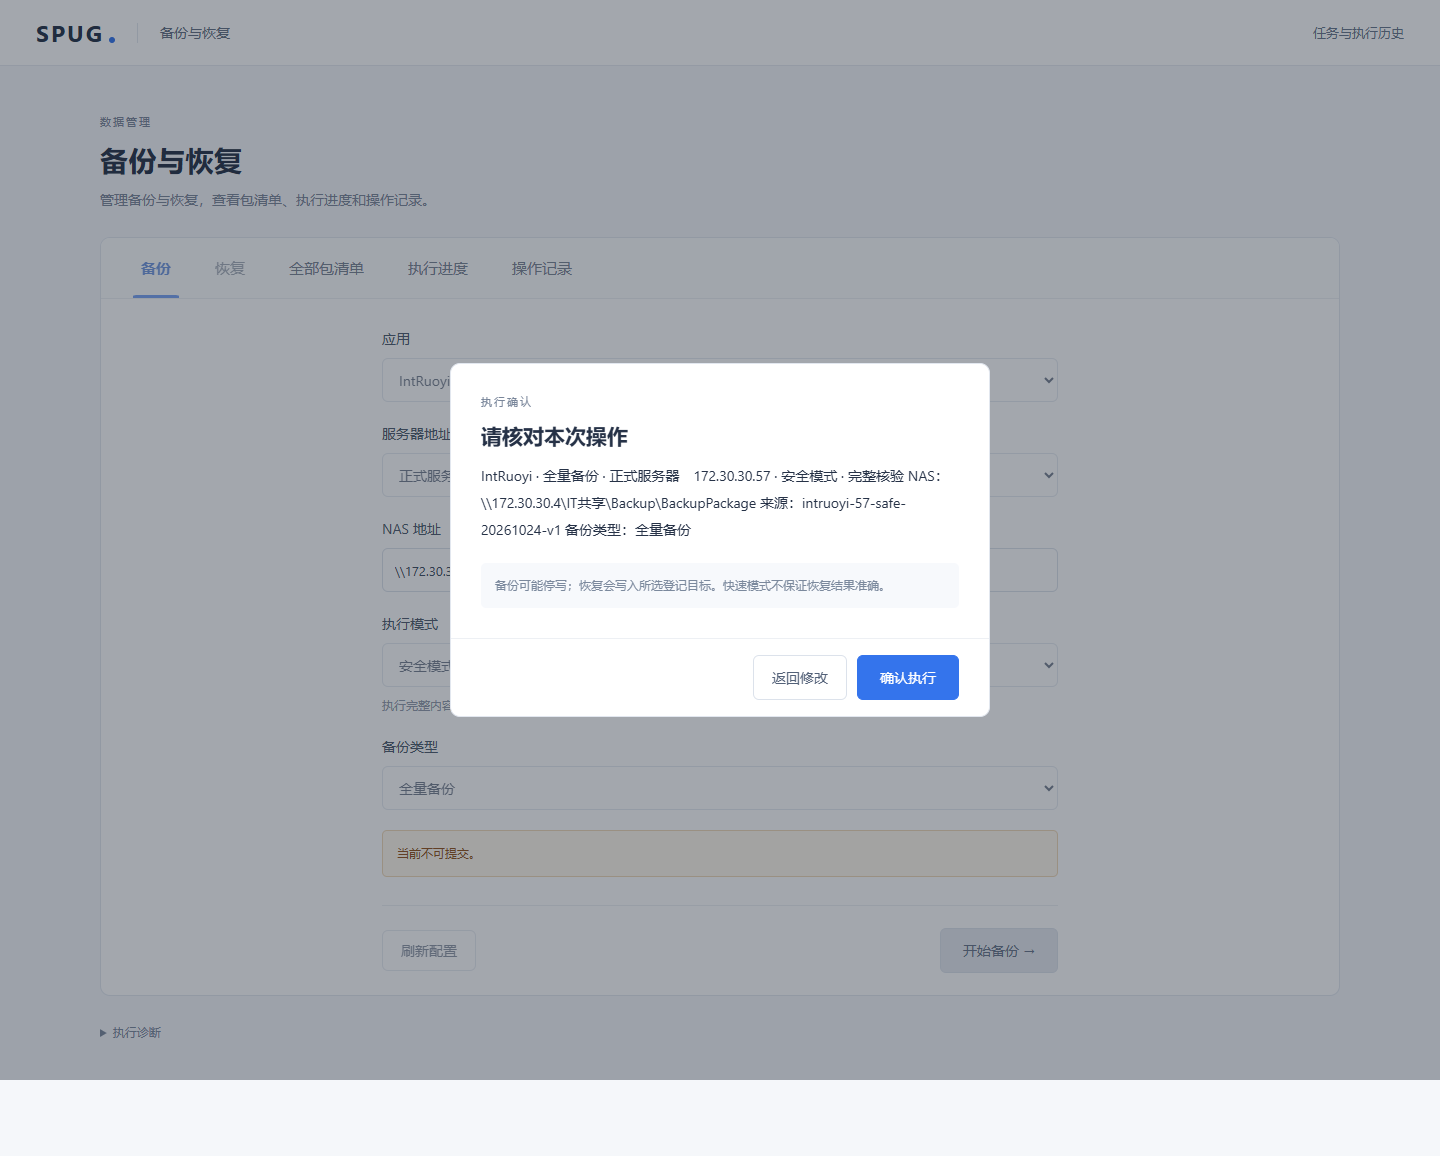 SPUG.
备份与恢复
任务与执行历史
数据管理
备份与恢复
管理备份与恢复，查看包清单、执行进度和操作记录。
备份
恢复
全部包清单
执行进度
操作记录
应用
IntRuoyi
服务器地址
正式服务
NAS 地址
\\172.30.3
执行模式
安全模式
执行完整内容
备份类型
全量备份
当前不可提交。
刷新配置
开始备份 →
执行诊断
执行确认
请核对本次操作
IntRuoyi · 全量备份 · 正式服务器　172.30.30.57 · 安全模式 · 完整核验 NAS：
\\172.30.30.4\IT共享\Backup\BackupPackage 来源：intruoyi-57-safe-
20261024-v1 备份类型：全量备份
备份可能停写；恢复会写入所选登记目标。快速模式不保证恢复结果准确。
返回修改
确认执行